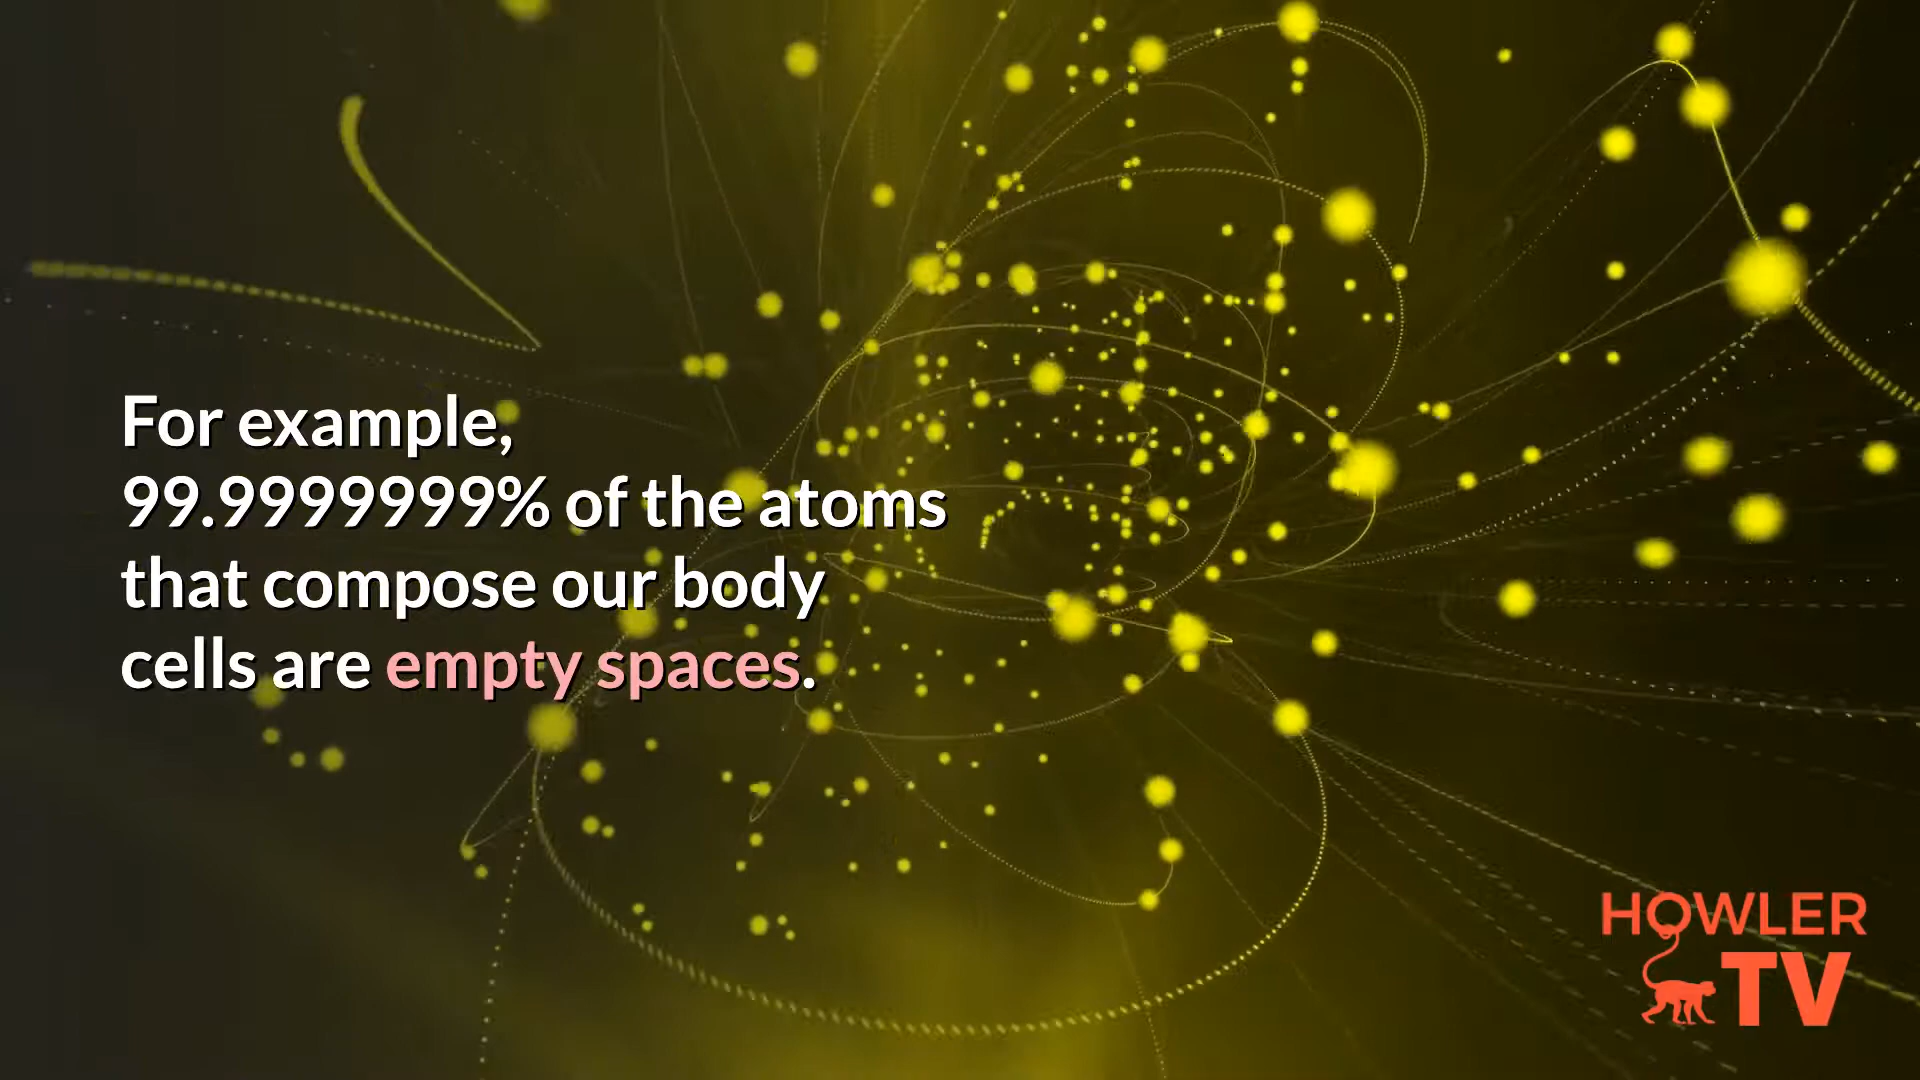 For example,
99.9999999% of the atoms
that compose our body
cells are empty spaces.
HOWLER
TV